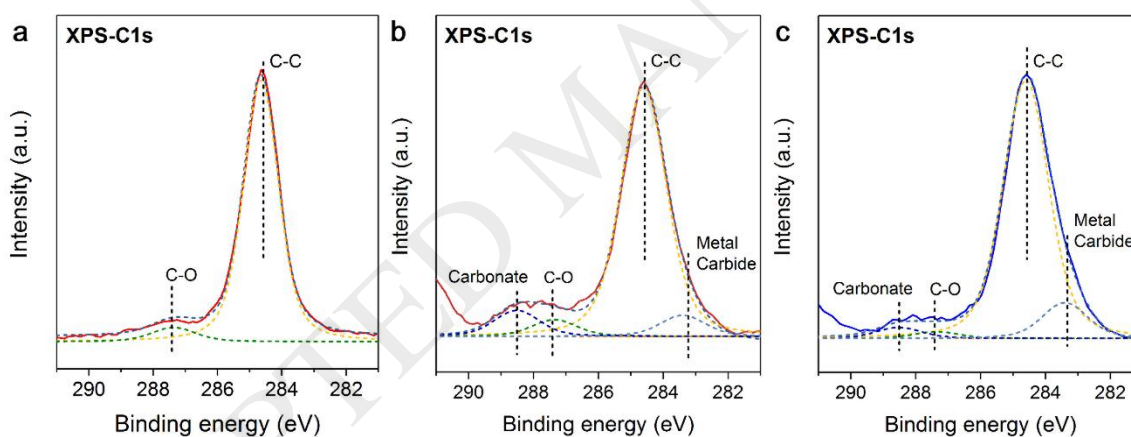 a
XPS-C1s
C-C
C-O
Intensity (a.u.)
290 288 286 284 282
Binding energy (eV)
b
XPS-C1s
C-C
Metal
Carbide
Carbonate
C-O
Intensity (a.u.)
290 288 286 284 282
Binding energy (eV)
c
XPS-C1s
C-C
Metal
Carbide
Carbonate
C-O
Intensity (a.u.)
290 288 286 284 282
Binding energy (eV)
PTED MAN